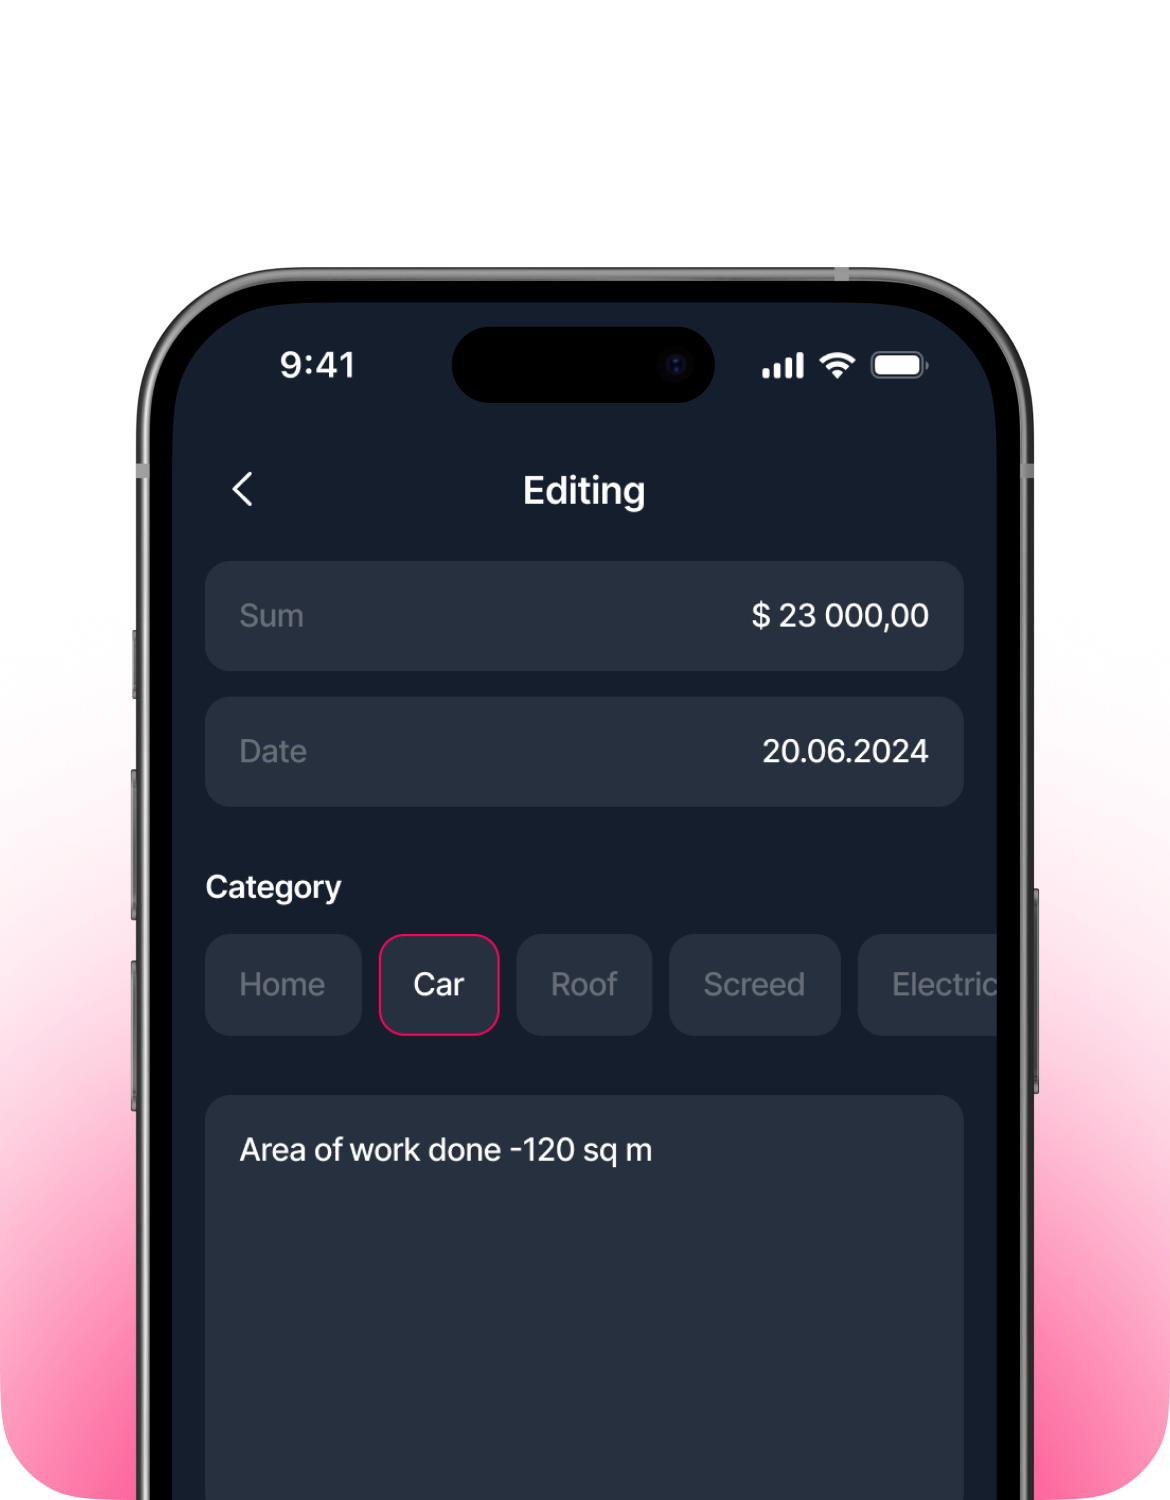 9:41
Editing
Sum $ 23 000,00
Date 20.06.2024
Category
Home Car Roof Screed Electric
Area of work done -120 sq m